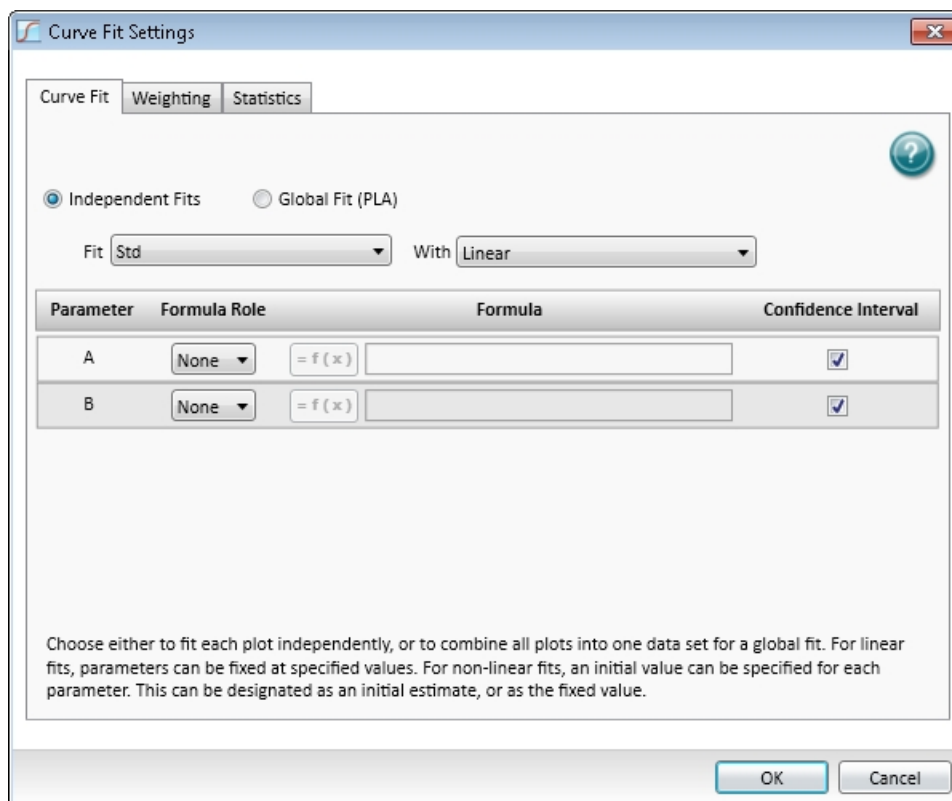 Curve Fit Settings
Curve Fit Weighting Statistics
?
Independent Fits Global Fit (PLA)
Fit Std With Linear
Parameter Formula Role Formula Confidence Interval
A None = f(x)
B None = f(x)
Choose either to fit each plot independently, or to combine all plots into one data set for a global fit. For linear
fits, parameters can be fixed at specified values. For non-linear fits, an initial value can be specified for each
parameter. This can be designated as an initial estimate, or as the fixed value.
OK Cancel